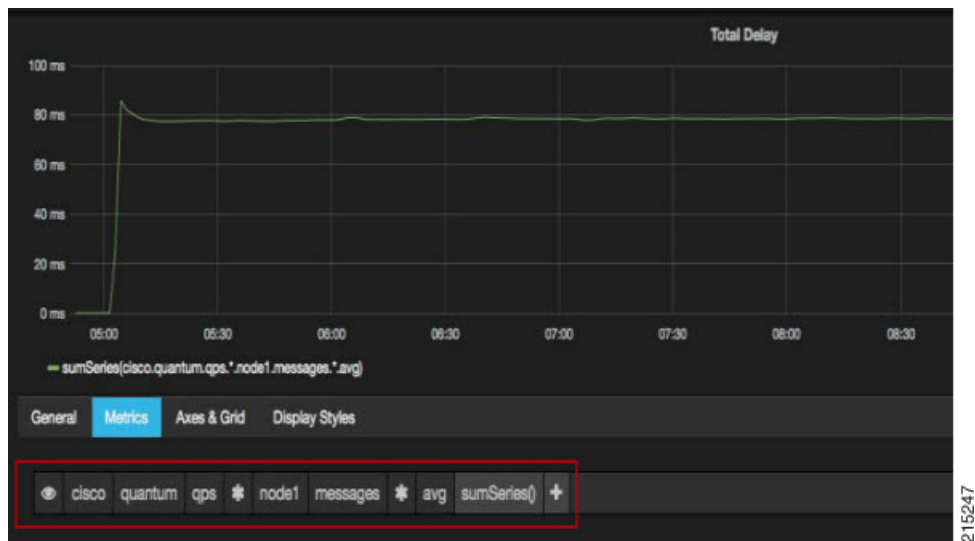 Total Delay
100 ms
80 ms
60 ms
40 ms
20 ms
0 ms
05:00 05:30 06:00 06:30 07:00 07:30 08:00 08:30
sumSeries(cisco.quantum.qps.*.node1.messages.*.avg)
General Metrics Axes & Grid Display Styles
cisco quantum qps * node1 messages * avg sumSeries() +
215247